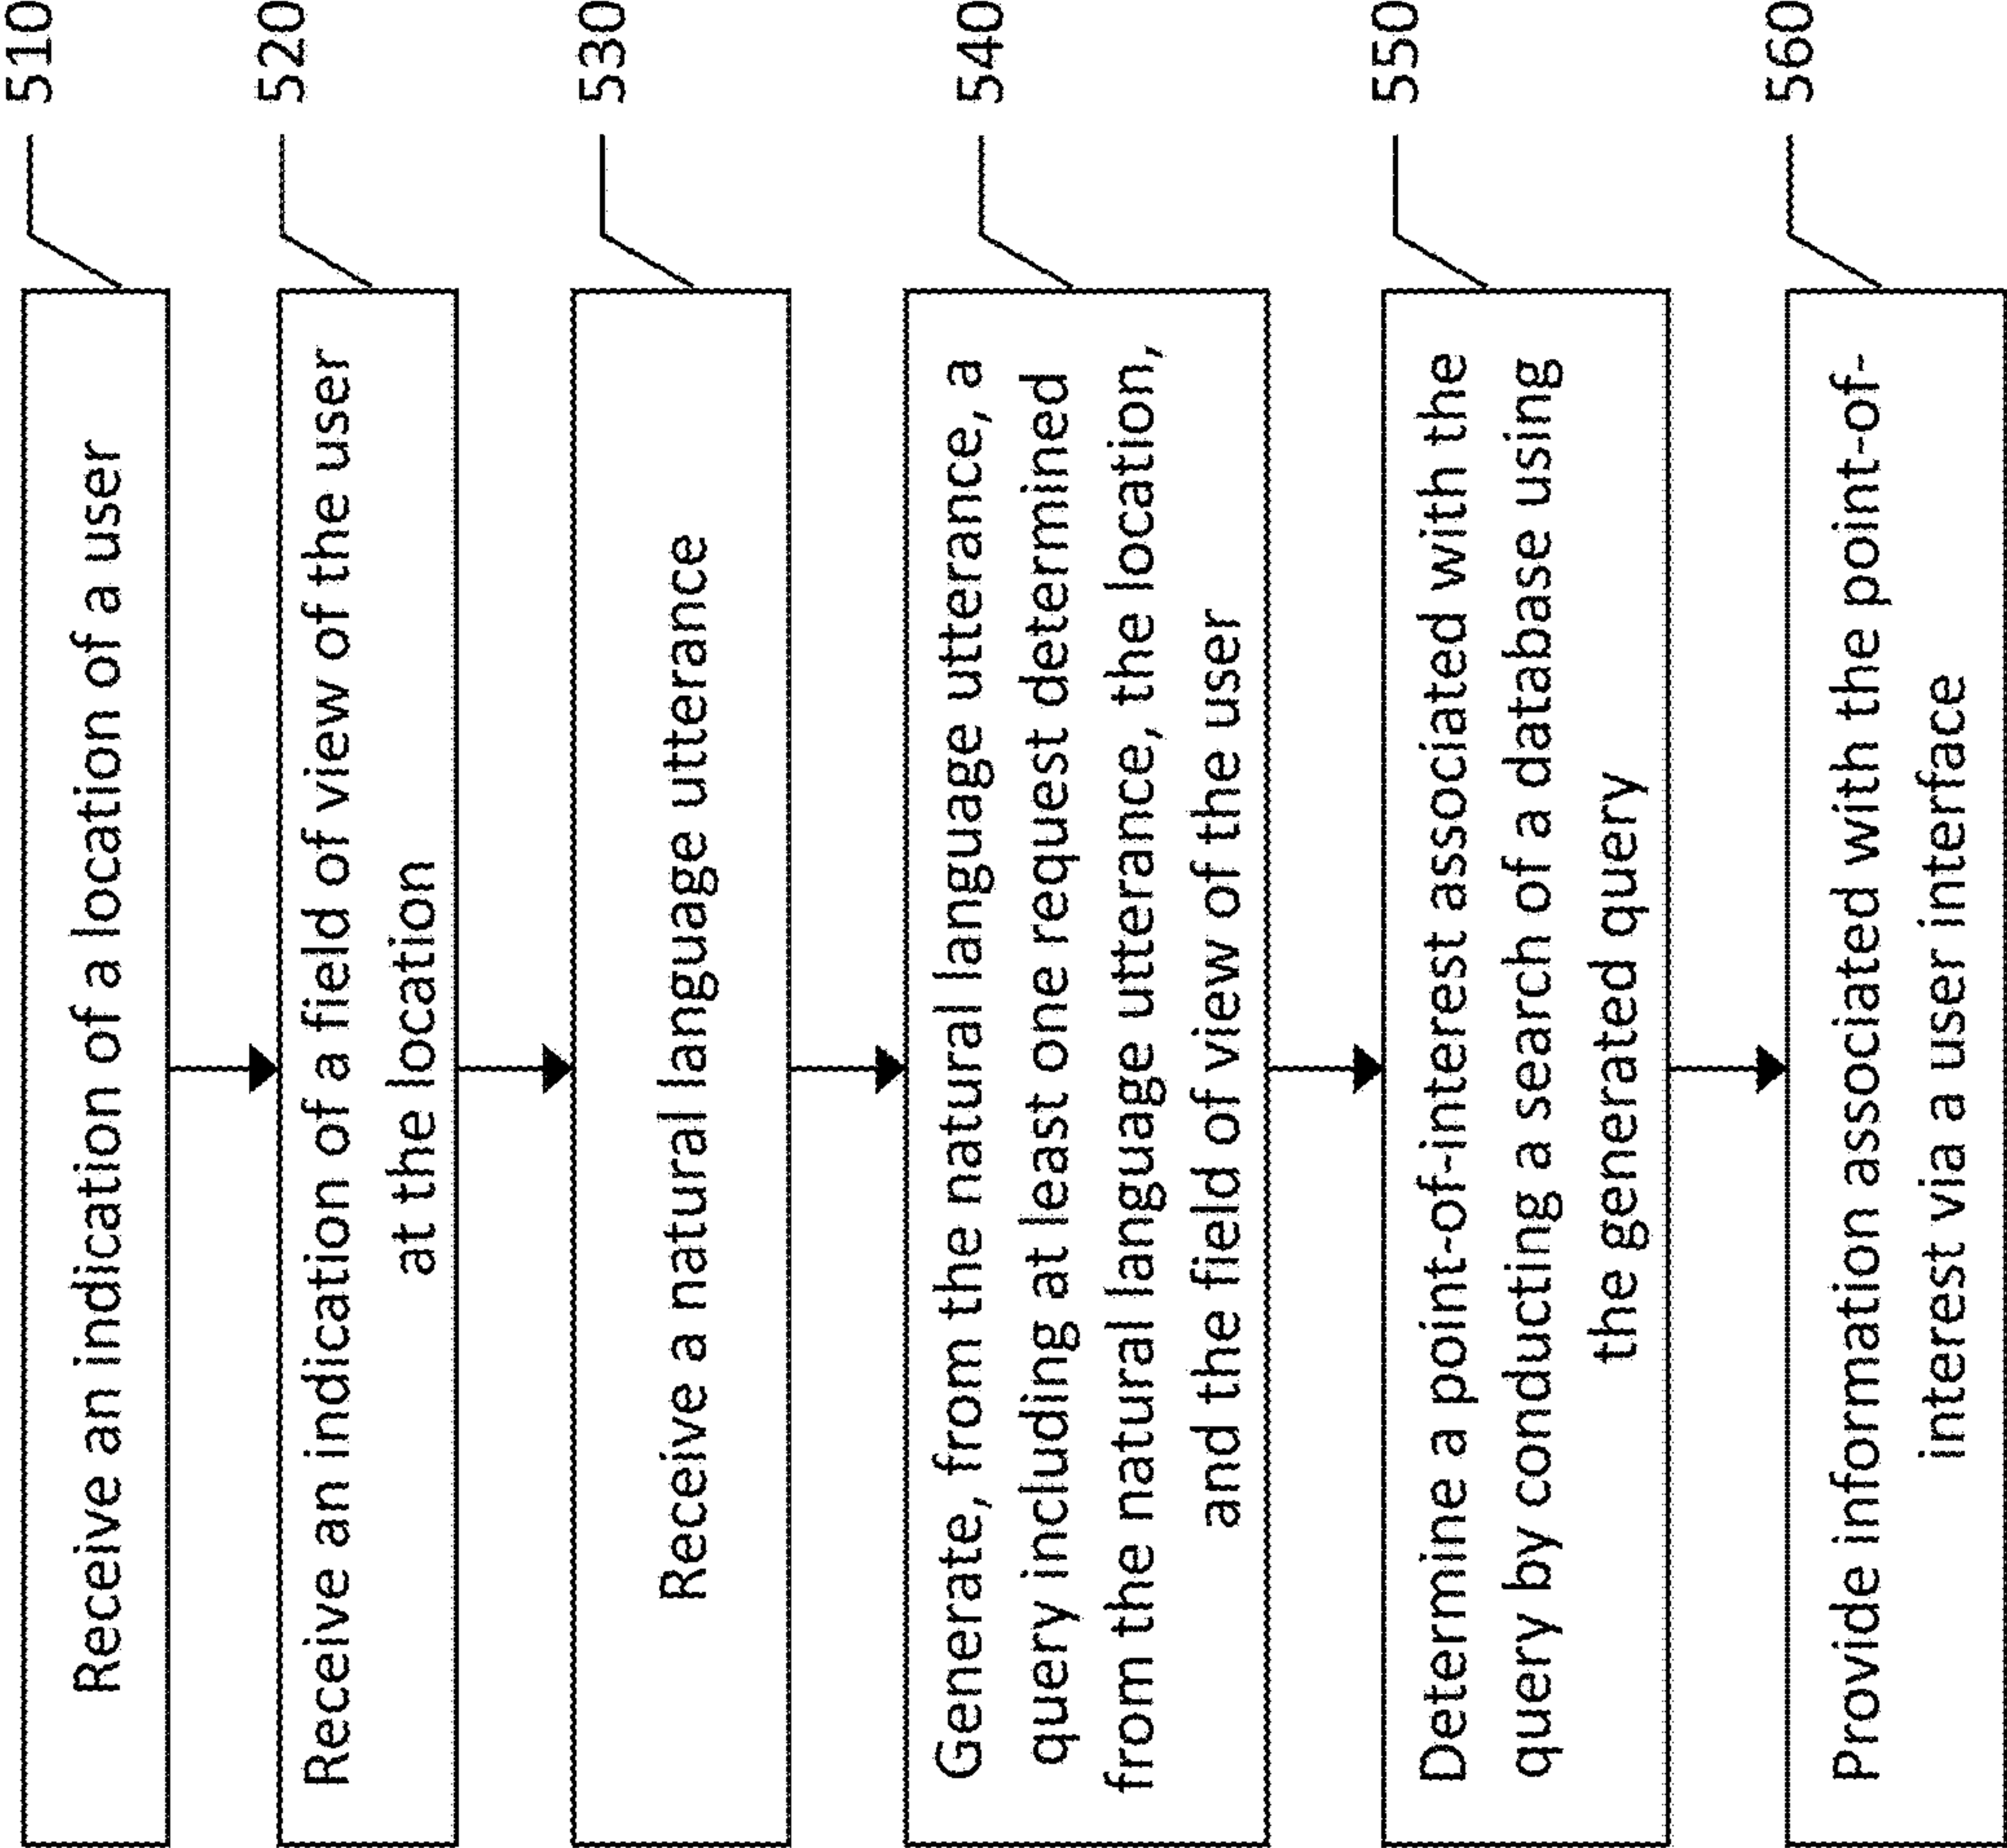 510
Receive an indication of a location of a user
520
Receive an indication of a field of view of the user
at the location
530
Receive a natural language utterance
540
Generate, from the natural language utterance, a
query including at least one request determined
from the natural language utterance, the location,
and the field of view of the user
550
Determine a point-of-interest associated with the
query by conducting a search of a database using
the generated query
560
Provide information associated with the point-of-
interest via a user interface